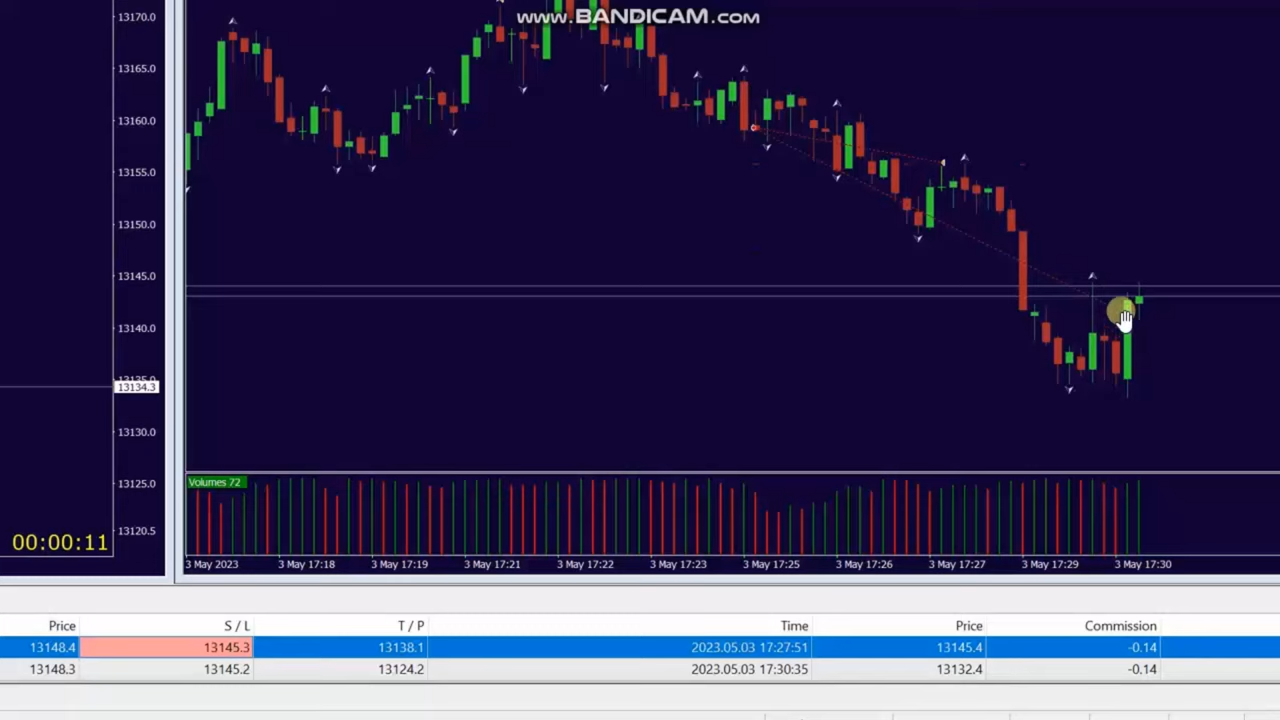 www.BANDICAM.com
13170.0
13165.0
13160.0
13155.0
13150.0
13145.0
13140.0
13135.0
13134.3
13130.0
13125.0
13120.5
00:00:11
Volumes 72
3 May 2023 3 May 17:18 3 May 17:19 3 May 17:21 3 May 17:22 3 May 17:23 3 May 17:25 3 May 17:26 3 May 17:27 3 May 17:29 3 May 17:30
Price S / L T / P Time Price Commission
13148.4 13145.3 13138.1 2023.05.03 17:27:51 13145.4 -0.14
13148.3 13145.2 13124.2 2023.05.03 17:30:35 13132.4 -0.14